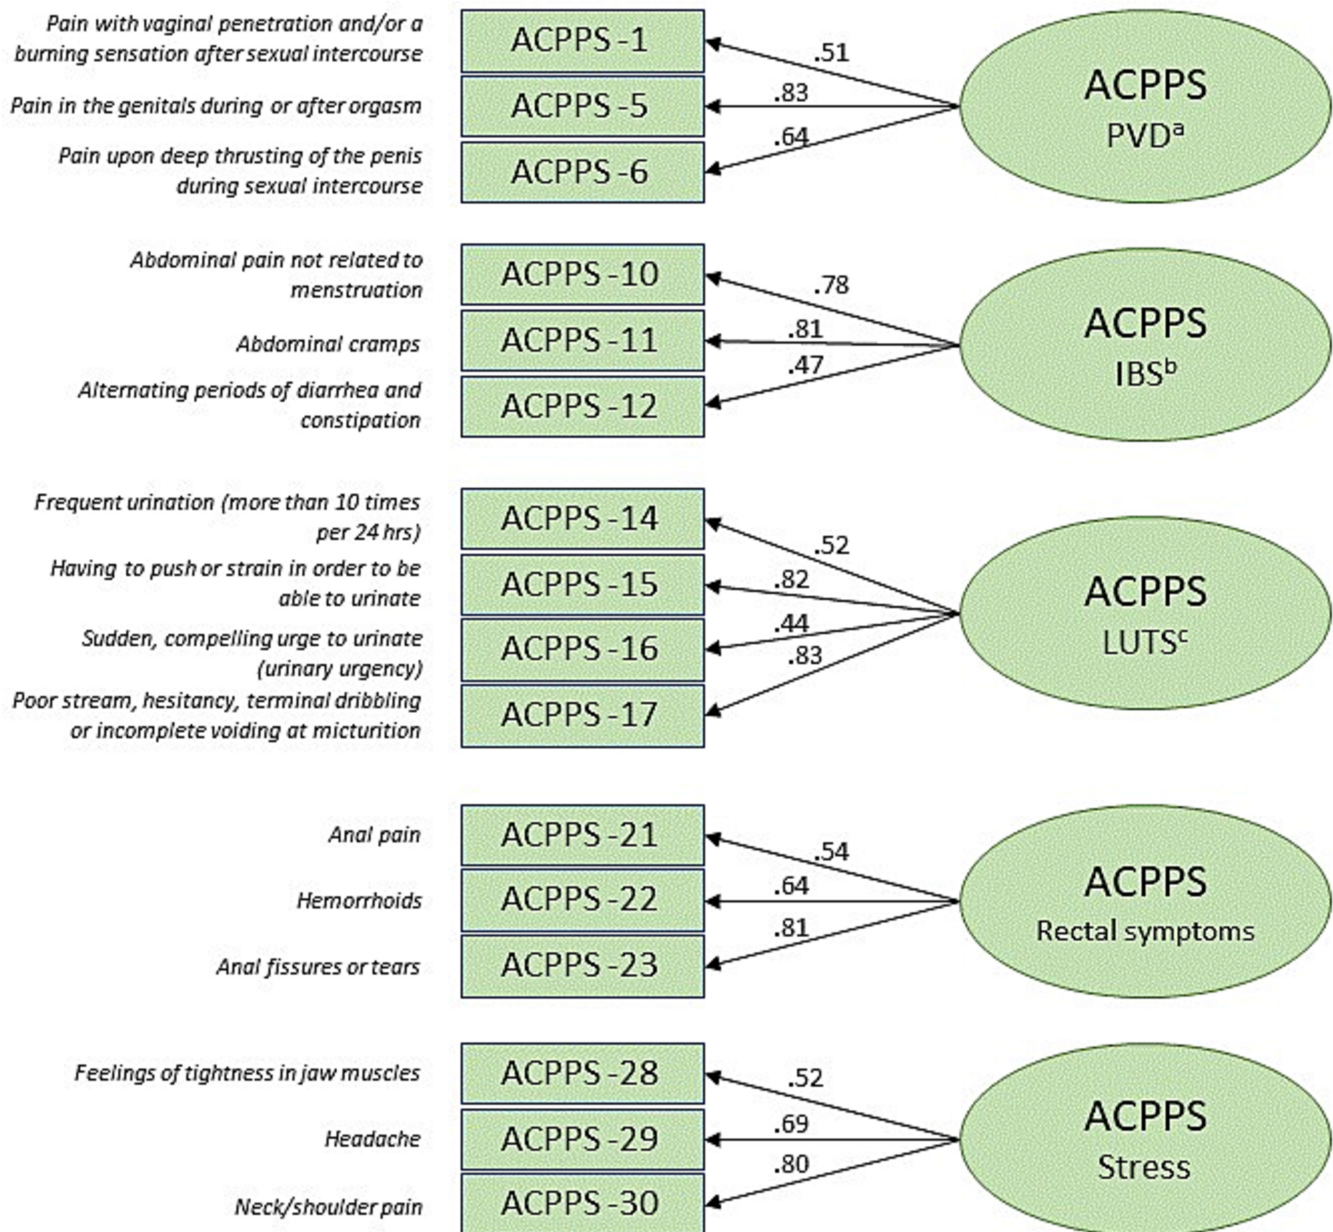 Pain with vaginal penetration and/or a
burning sensation after sexual intercourse
ACPPS -1
.51
Pain in the genitals during or after orgasm
ACPPS -5
.83
Pain upon deep thrusting of the penis
during sexual intercourse
ACPPS -6
.64
ACPPS
PVDᵃ
Abdominal pain not related to
menstruation
ACPPS -10
.78
Abdominal cramps
ACPPS -11
.81
Alternating periods of diarrhea and
constipation
ACPPS -12
.47
ACPPS
IBSᵇ
Frequent urination (more than 10 times
per 24 hrs)
ACPPS -14
.52
Having to push or strain in order to be
able to urinate
ACPPS -15
.82
Sudden, compelling urge to urinate
(urinary urgency)
ACPPS -16
.44
Poor stream, hesitancy, terminal dribbling
or incomplete voiding at micturition
ACPPS -17
.83
ACPPS
LUTSᶜ
Anal pain
ACPPS -21
.54
Hemorrhoids
ACPPS -22
.64
Anal fissures or tears
ACPPS -23
.81
ACPPS
Rectal symptoms
Feelings of tightness in jaw muscles
ACPPS -28
.52
Headache
ACPPS -29
.69
Neck/shoulder pain
ACPPS -30
.80
ACPPS
Stress